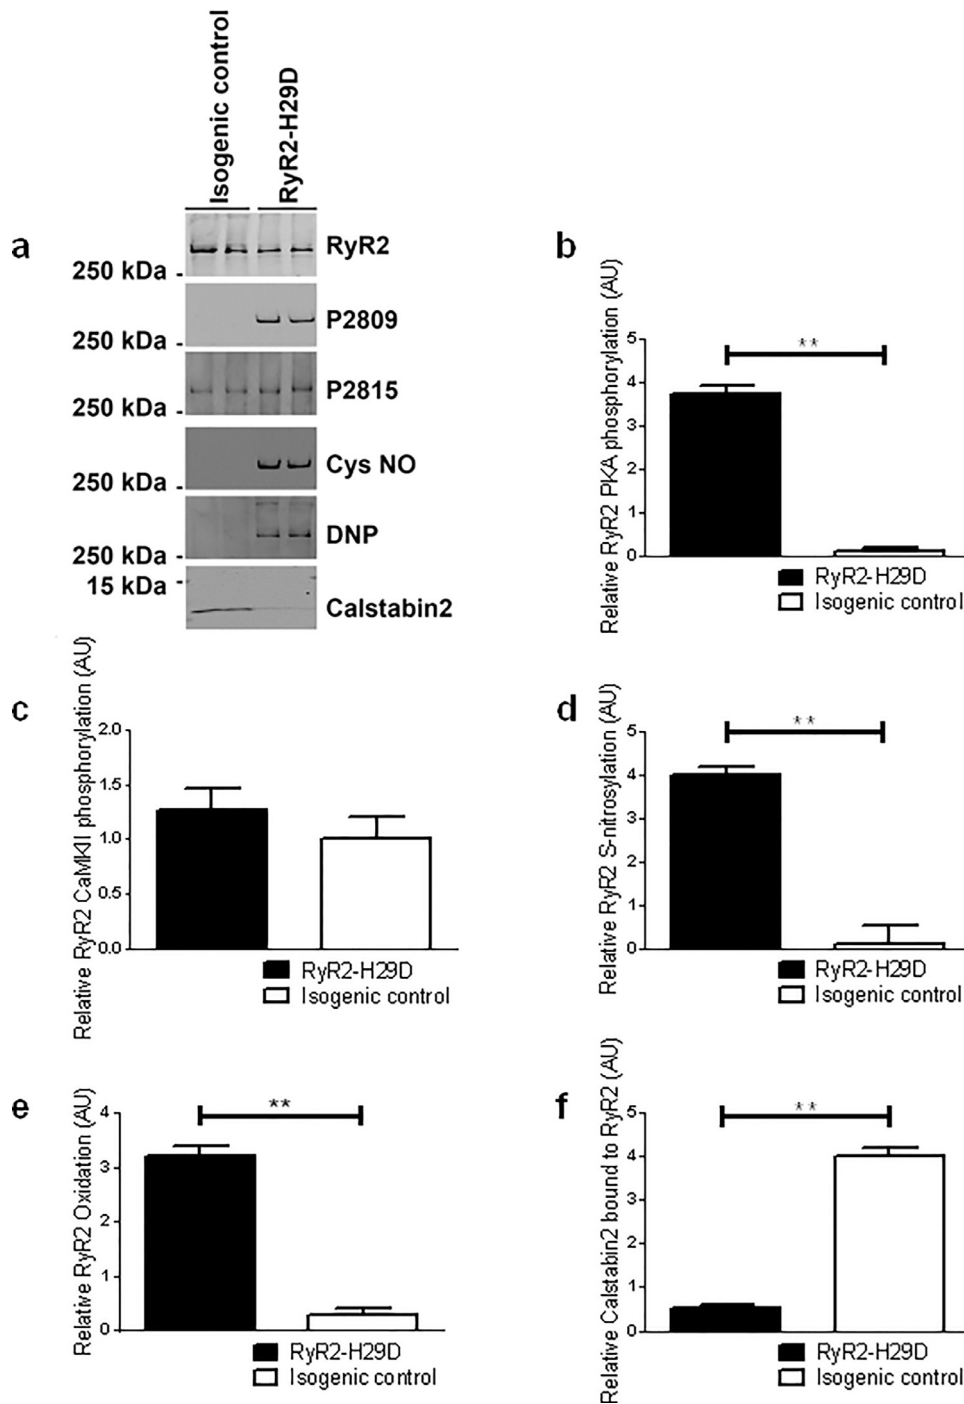 Isogenic control
RyR2-H29D
a
RyR2
250 kDa
P2809
250 kDa
P2815
250 kDa
Cys NO
250 kDa
DNP
250 kDa
15 kDa
Calstabin2
b
Relative RyR2 PKA phosphorylation (AU)
5
4
3
2
1
0
**
RyR2-H29D
Isogenic control
c
Relative RyR2 CaMKII phosphorylation (AU)
2.0
1.5
1.0
0.5
0.0
RyR2-H29D
Isogenic control
d
Relative RyR2 S-nitrosylation (AU)
5
4
3
2
1
0
**
RyR2-H29D
Isogenic control
e
Relative RyR2 Oxidation (AU)
4
3
2
1
0
**
RyR2-H29D
Isogenic control
f
Relative Calstabin2 bound to RyR2 (AU)
5
4
3
2
1
0
**
RyR2-H29D
Isogenic control